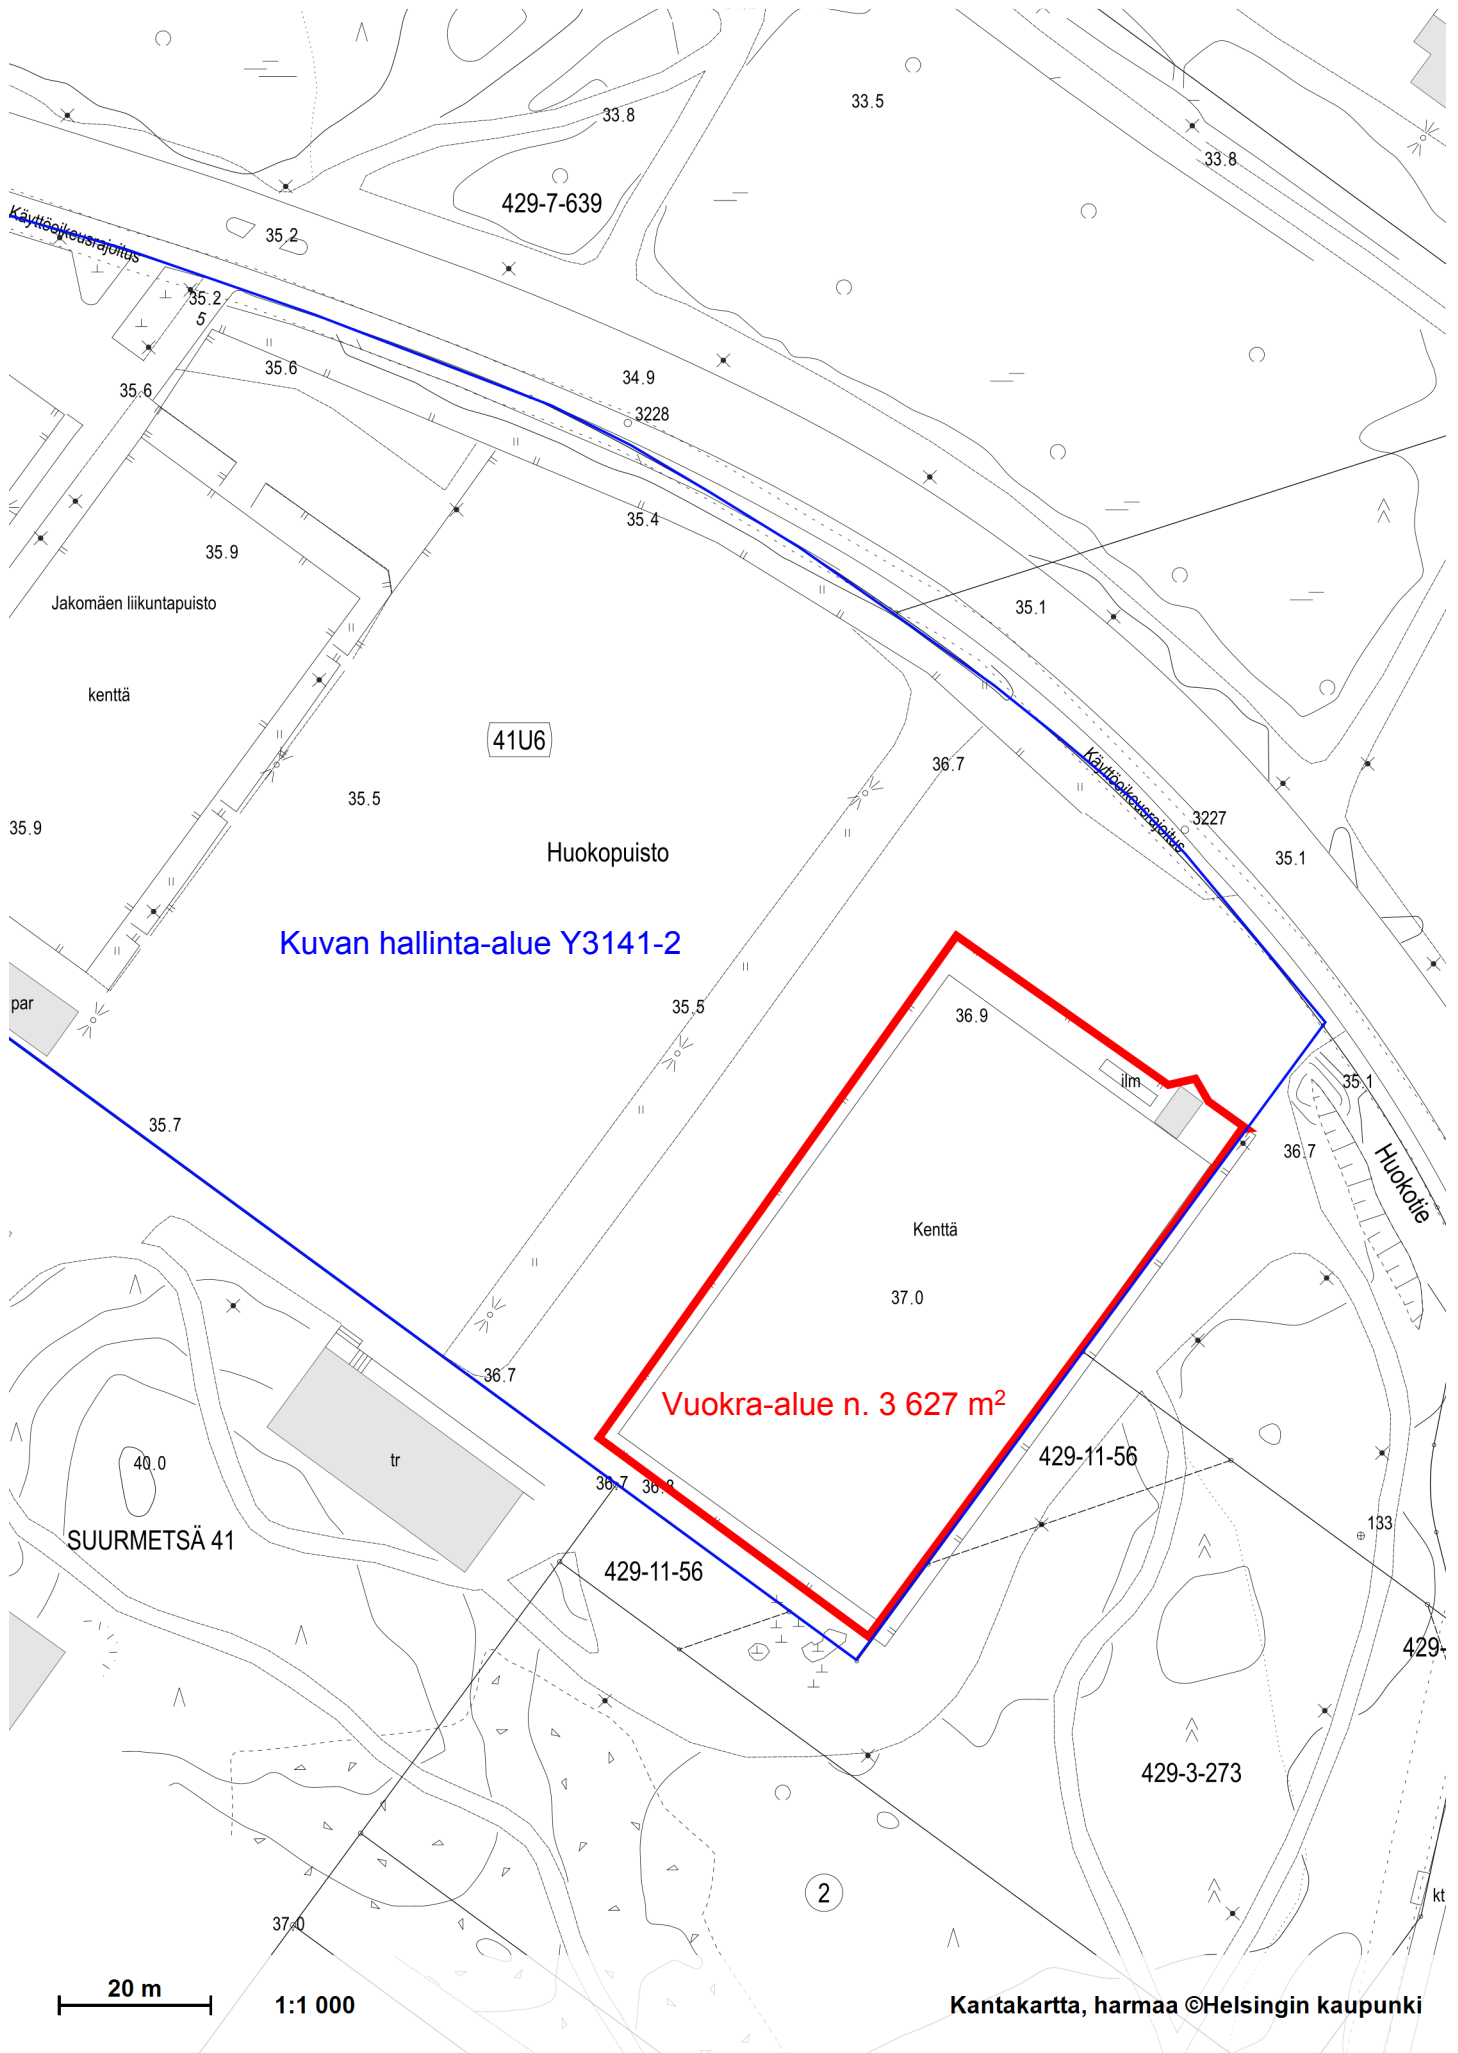 33.5
33.8
33.8
429-7-639
Käyttöoikeusrajoitus
35.2
35.2
5
35.6
35.6
34.9
3228
35.4
35.9
Jakomäen liikuntapuisto
35.1
kenttä
41U6
36.7
Käyttöoikeusrajoitus
35.5
3227
35.9
Huokopuisto
35.1
Kuvan hallinta-alue Y3141-2
par
35.5
36.9
ilm
35.1
35.7
36.7
Huokotie
Kenttä
37.0
36.7
Vuokra-alue n. 3 627 m²
40.0
tr
429-11-56
36.7
133
SUURMETSÄ 41
429-11-56
429-
429-3-273
2
kt
37.0
20 m
1:1 000
Kantakartta, harmaa ©Helsingin kaupunki